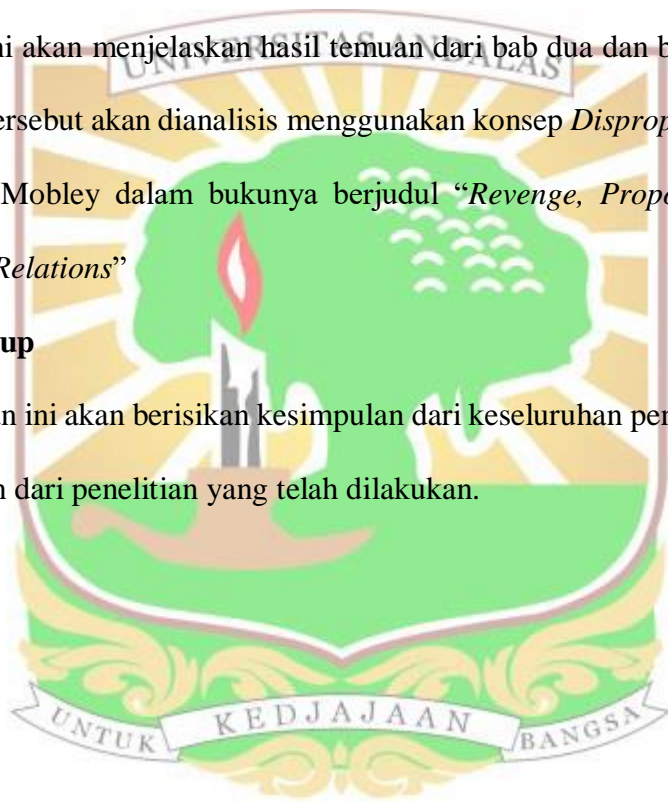 UNIVERSITAS ANDALAS
ni akan menjelaskan hasil temuan dari bab dua dan b
ersebut akan dianalisis menggunakan konsep Disprop
Mobley dalam bukunya berjudul “Revenge, Propo
Relations”
up
an ini akan berisikan kesimpulan dari keseluruhan pen
n dari penelitian yang telah dilakukan.
UNTUK KEDJAJAAN BANGSA